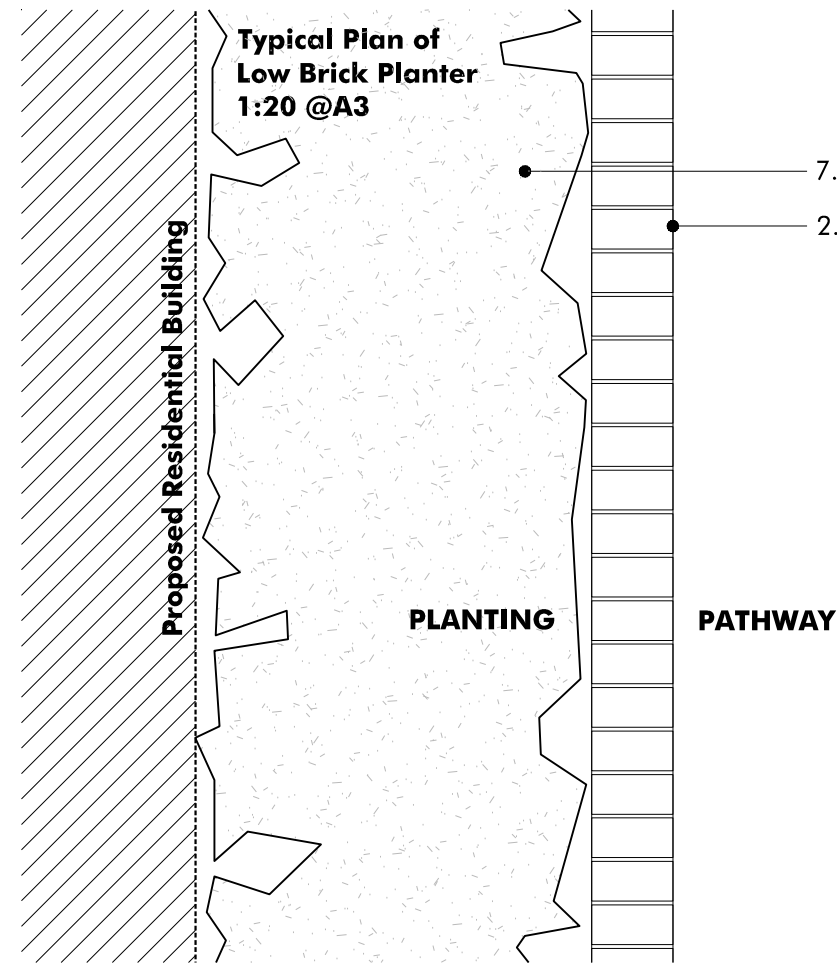 Typical Plan of
Low Brick Planter
1:20 @A3
7.
2.
Proposed Residential Building
PLANTING
PATHWAY